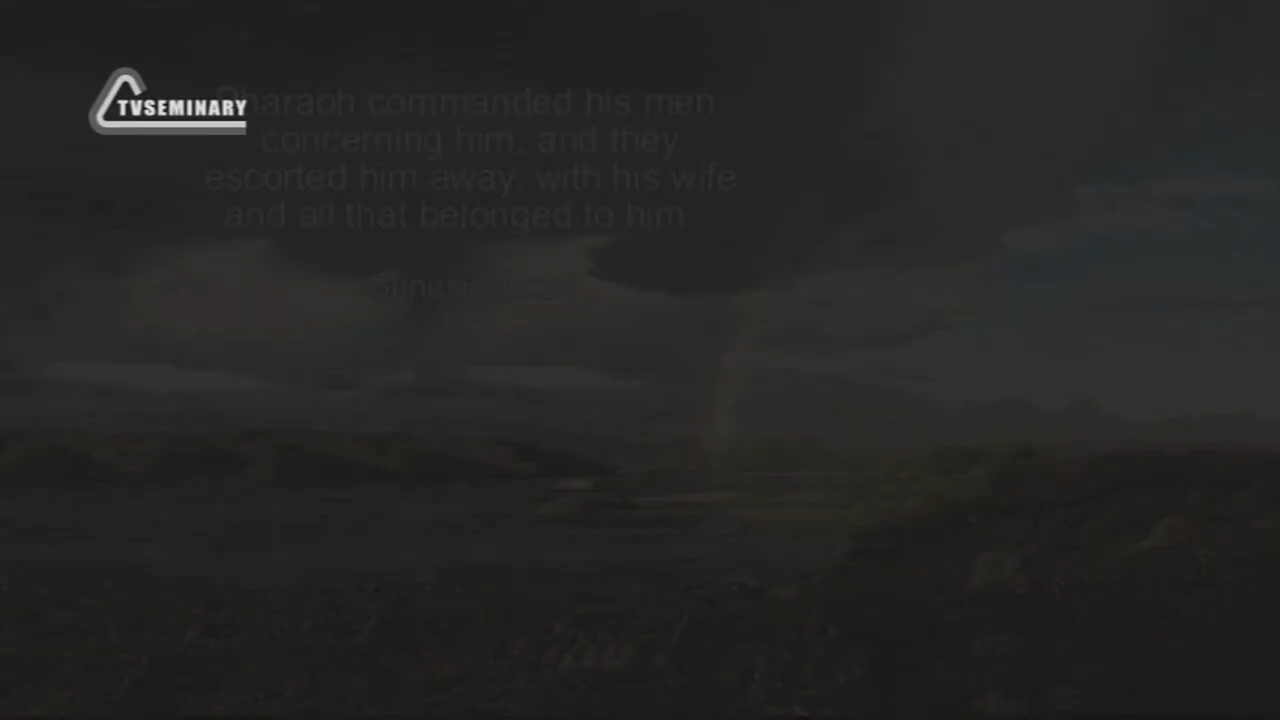 TVSEMINARY
Pharaoh commanded his men
concerning him, and they
escorted him away, with his wife
and all that belonged to him
Genesis